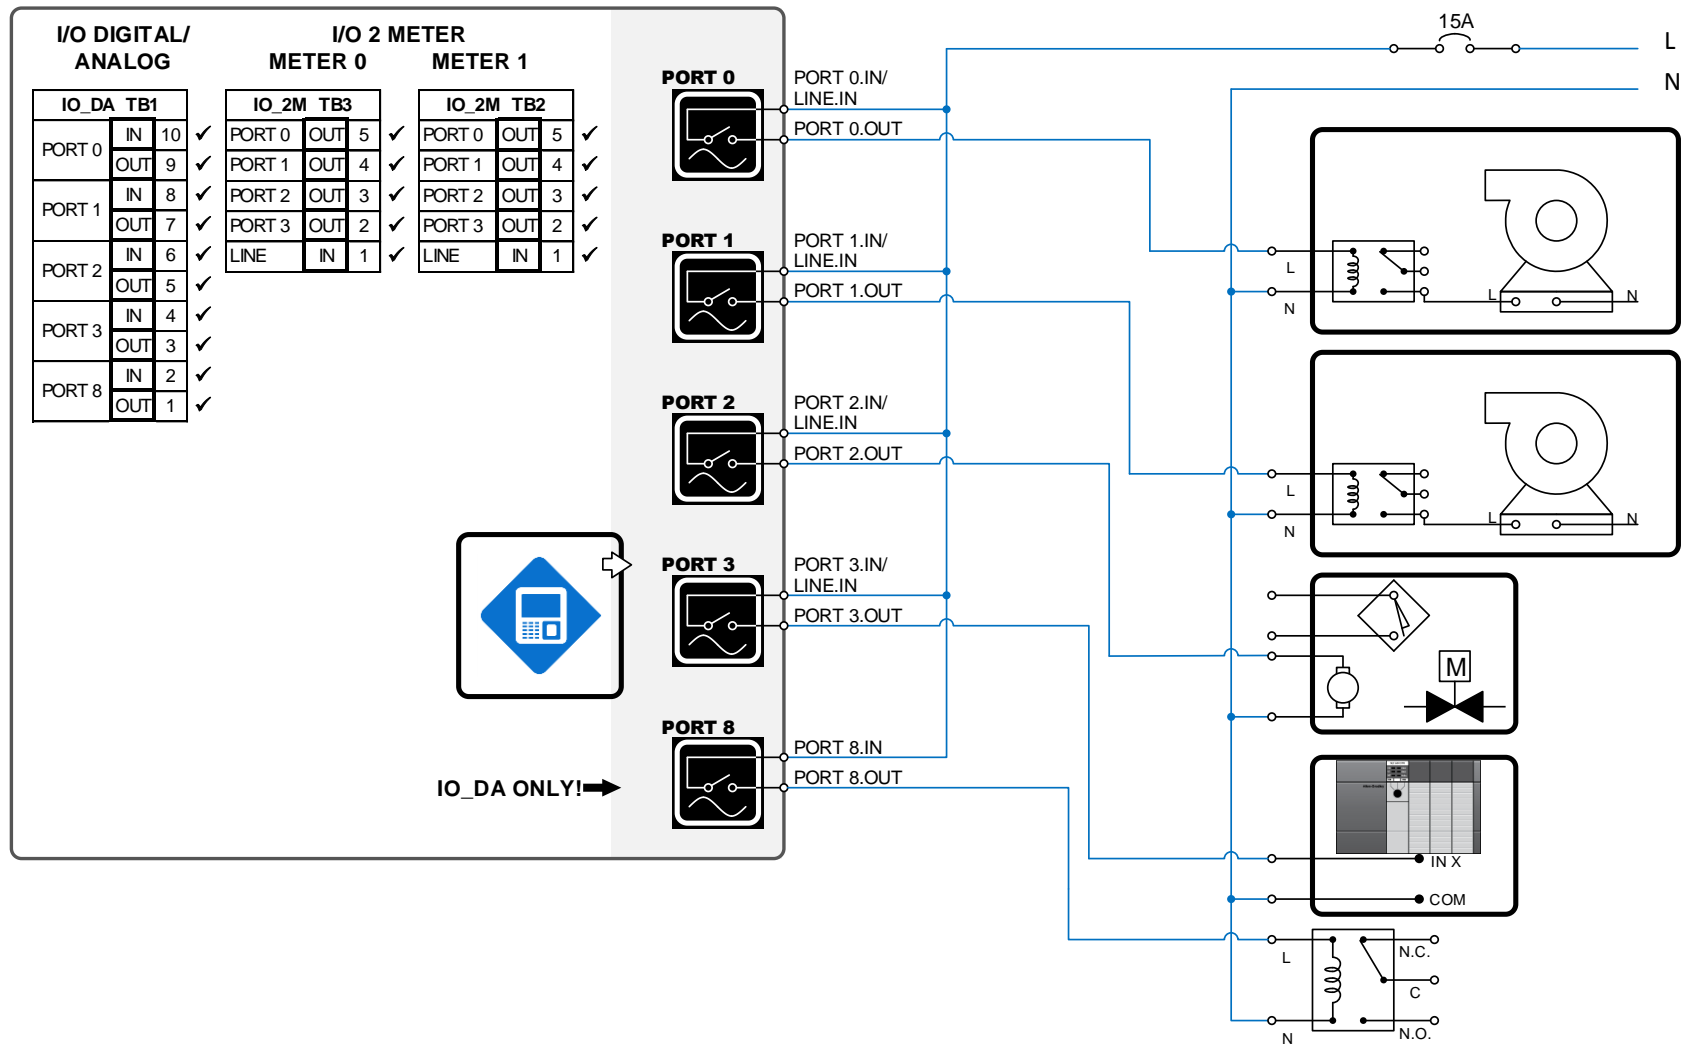 I/O DIGITAL/
ANALOG
I/O 2 METER
METER 0 METER 1
IO_DA TB1
PORT 0 IN 10 ✓
OUT 9 ✓
PORT 1 IN 8 ✓
OUT 7 ✓
PORT 2 IN 6 ✓
OUT 5 ✓
PORT 3 IN 4 ✓
OUT 3 ✓
PORT 8 IN 2 ✓
OUT 1 ✓
IO_2M TB3
PORT 0 OUT 5 ✓
PORT 1 OUT 4 ✓
PORT 2 OUT 3 ✓
PORT 3 OUT 2 ✓
LINE IN 1 ✓
IO_2M TB2
PORT 0 OUT 5 ✓
PORT 1 OUT 4 ✓
PORT 2 OUT 3 ✓
PORT 3 OUT 2 ✓
LINE IN 1 ✓
PORT 0
PORT 0.IN/
LINE.IN
PORT 0.OUT
PORT 1
PORT 1.IN/
LINE.IN
PORT 1.OUT
PORT 2
PORT 2.IN/
LINE.IN
PORT 2.OUT
PORT 3
PORT 3.IN/
LINE.IN
PORT 3.OUT
PORT 8
PORT 8.IN
PORT 8.OUT
IO_DA ONLY!
15A
L
N
L
N
L
N
L
N
L
N
M
IN X
COM
L
N
N.C.
C
N.O.